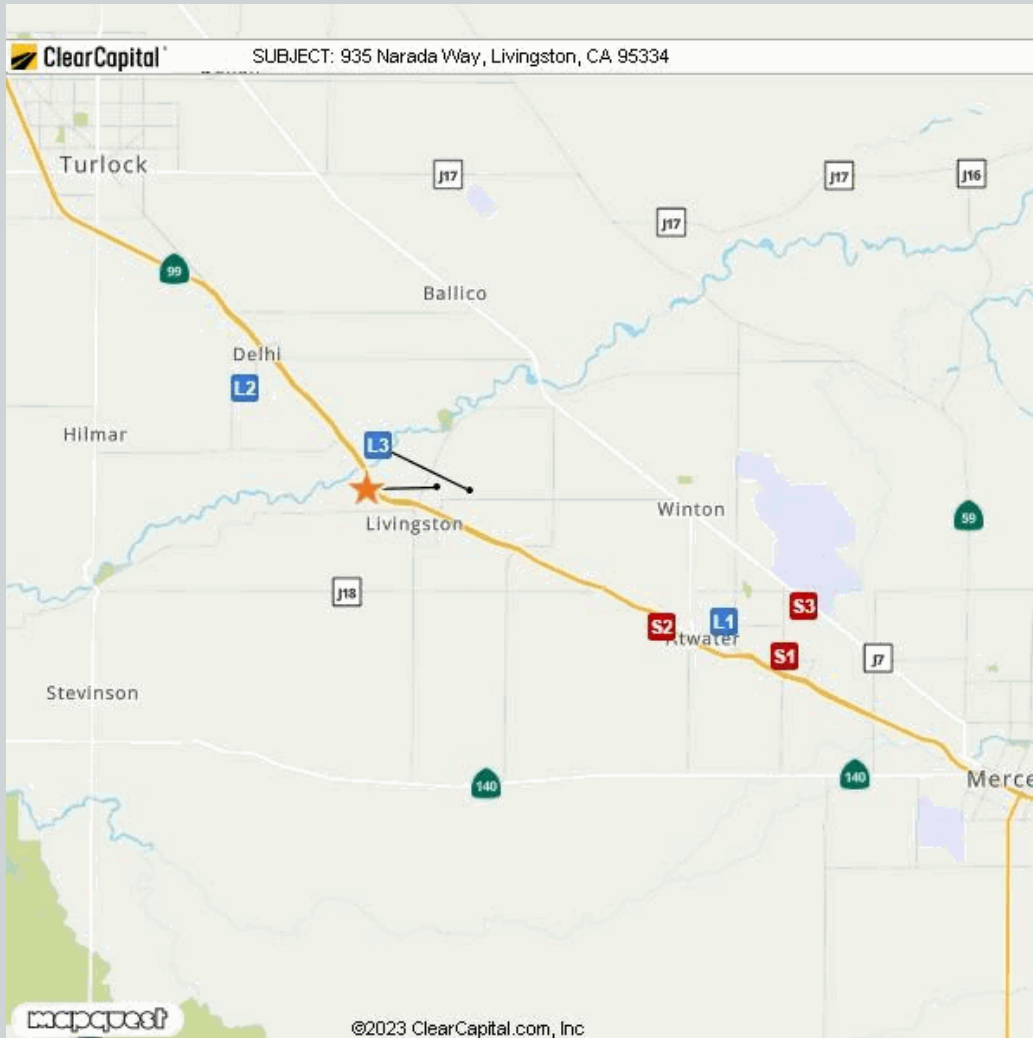 ClearCapital SUBJECT: 935 Narada Way, Livingston, CA 95334
Turlock
J17
J17
J16
J17
99
Ballico
Delhi
L2
Hilmar
L3
Livingston
Winton
59
J18
S3
S2
L1
Atwater
S1
J7
Stevinson
140
140
Merce
mapquest
©2023 ClearCapital.com, Inc